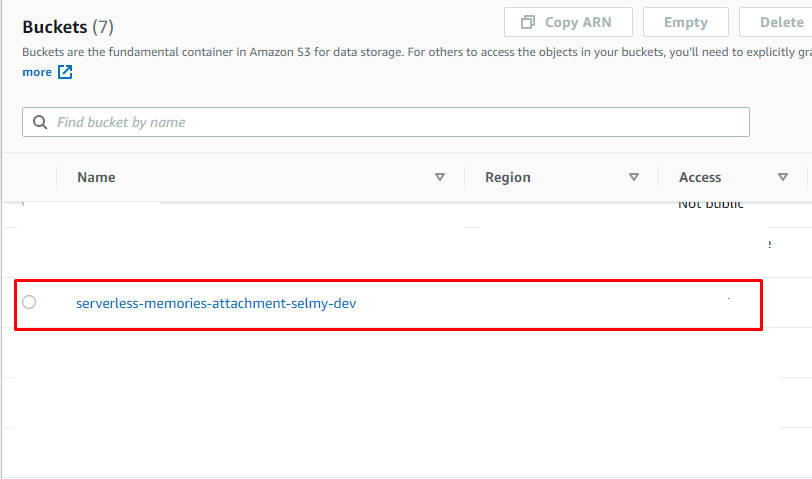 Buckets (7)
Copy ARN
Empty
Delete
Buckets are the fundamental container in Amazon S3 for data storage. For others to access the objects in your buckets, you'll need to explicitly gra
more
Find bucket by name
Name
Region
Access
Not public
e
serverless-memories-attachment-selmy-dev